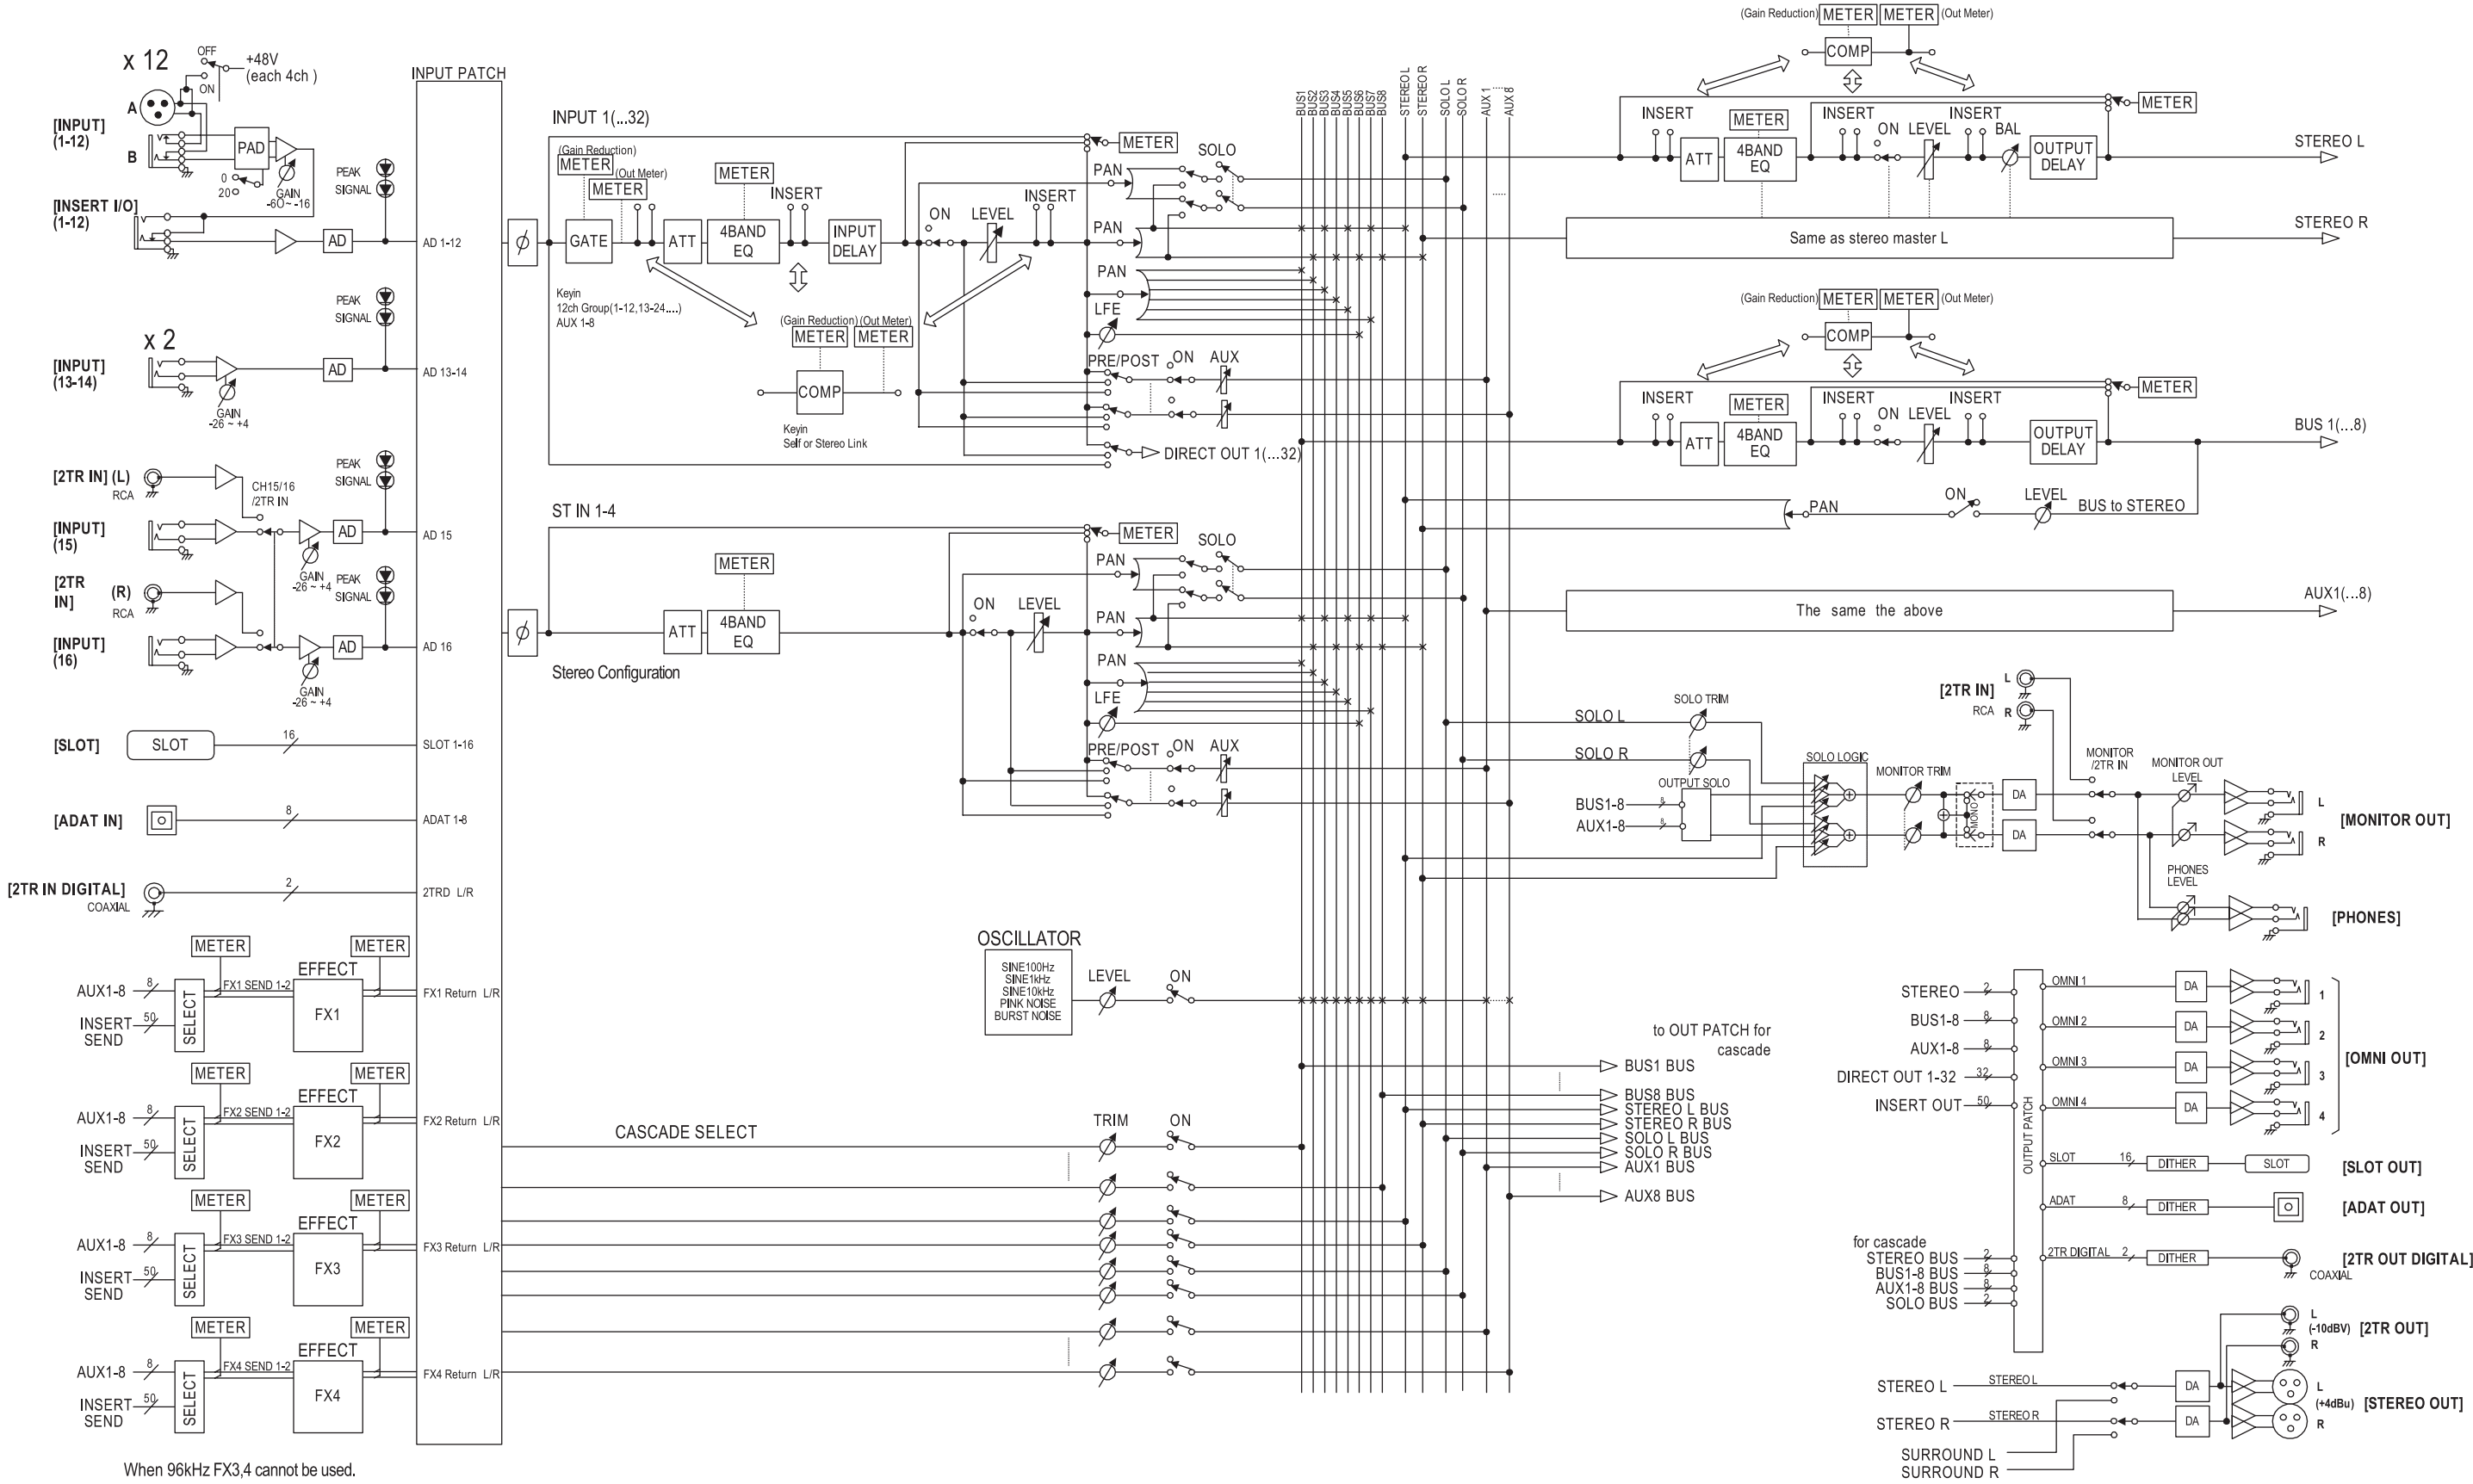 x 12
OFF
+48V
(each 4ch )
ON
A
[INPUT]
(1-12)
B
PAD
0
20
GAIN
-60~-16
PEAK
SIGNAL
[INSERT I/O]
(1-12)
AD
x 2
PEAK
SIGNAL
[INPUT]
(13-14)
AD
GAIN
-26 ~ +4
[2TR IN] (L)
RCA
CH15/16
/2TR IN
PEAK
SIGNAL
[INPUT]
(15)
AD
GAIN
-26 ~ +4
[2TR
IN]
(R)
RCA
PEAK
SIGNAL
[INPUT]
(16)
AD
GAIN
-26 ~ +4
[SLOT]
SLOT
16
[ADAT IN]
8
[2TR IN DIGITAL]
COAXIAL
2
METER
METER
EFFECT
AUX1-8
8
INSERT
SEND
50
SELECT
FX1 SEND 1-2
FX1
METER
METER
EFFECT
AUX1-8
8
INSERT
SEND
50
SELECT
FX2 SEND 1-2
FX2
METER
METER
EFFECT
AUX1-8
8
INSERT
SEND
50
SELECT
FX3 SEND 1-2
FX3
METER
METER
EFFECT
AUX1-8
8
INSERT
SEND
50
SELECT
FX4 SEND 1-2
FX4
When 96kHz FX3,4 cannot be used.
INPUT PATCH
AD 1-12
AD 13-14
AD 15
AD 16
SLOT 1-16
ADAT 1-8
2TRD L/R
FX1 Return L/R
FX2 Return L/R
FX3 Return L/R
FX4 Return L/R
INPUT 1(...32)
METER
(Gain Reduction)
METER
(Out Meter)
METER
METER
INSERT
ϕ
GATE
ATT
4BAND
EQ
INPUT
DELAY
ON
LEVEL
INSERT
PAN
SOLO
PAN
PAN
LFE
Keyin
12ch Group(1-12,13-24....)
AUX 1-8
(Gain Reduction)
(Out Meter)
METER
METER
COMP
Keyin
Self or Stereo Link
PRE/POST
ON
AUX
DIRECT OUT 1(...32)
ST IN 1-4
METER
METER
ϕ
ATT
4BAND
EQ
ON
LEVEL
PAN
SOLO
PAN
PAN
LFE
PRE/POST
ON
AUX
Stereo Configuration
OSCILLATOR
SINE100Hz
SINE1kHz
SINE10kHz
PINK NOISE
BURST NOISE
LEVEL
ON
CASCADE SELECT
TRIM
ON
BUS1
BUS2
BUS3
BUS4
BUS5
BUS6
BUS7
BUS8
STEREO L
STEREO R
SOLO L
SOLO R
AUX 1
AUX 8
to OUT PATCH for
cascade
BUS1 BUS
BUS8 BUS
STEREO L BUS
STEREO R BUS
SOLO L BUS
SOLO R BUS
AUX1 BUS
AUX8 BUS
(Gain Reduction)
METER
METER
(Out Meter)
COMP
METER
INSERT
METER
INSERT
ON
LEVEL
INSERT
BAL
ATT
4BAND
EQ
OUTPUT
DELAY
STEREO L
Same as stereo master L
STEREO R
(Gain Reduction)
METER
METER
(Out Meter)
COMP
METER
INSERT
METER
INSERT
ON
LEVEL
INSERT
ATT
4BAND
EQ
OUTPUT
DELAY
BUS 1(...8)
PAN
ON
LEVEL
BUS to STEREO
The same the above
AUX1(...8)
[2TR IN]
L
RCA
R
SOLO TRIM
SOLO L
SOLO R
OUTPUT SOLO
BUS1-8
8
AUX1-8
8
SOLO LOGIC
MONITOR TRIM
MONO
DA
DA
MONITOR
/2TR IN
MONITOR OUT
LEVEL
L
R
[MONITOR OUT]
PHONES
LEVEL
[PHONES]
STEREO
2
BUS1-8
8
AUX1-8
8
DIRECT OUT 1-32
32
INSERT OUT
50
OUTPUT PATCH
OMNI 1
DA
1
OMNI 2
DA
2
OMNI 3
DA
3
OMNI 4
DA
4
[OMNI OUT]
SLOT
16
DITHER
SLOT
[SLOT OUT]
ADAT
8
DITHER
[ADAT OUT]
for cascade
STEREO BUS
2
BUS1-8 BUS
8
AUX1-8 BUS
8
SOLO BUS
2
2TR DIGITAL
2
DITHER
[2TR OUT DIGITAL]
COAXIAL
L
(-10dBV)
R
[2TR OUT]
STEREO L
STEREO L
DA
L
(+4dBu)
[STEREO OUT]
STEREO R
STEREO R
DA
R
SURROUND L
SURROUND R